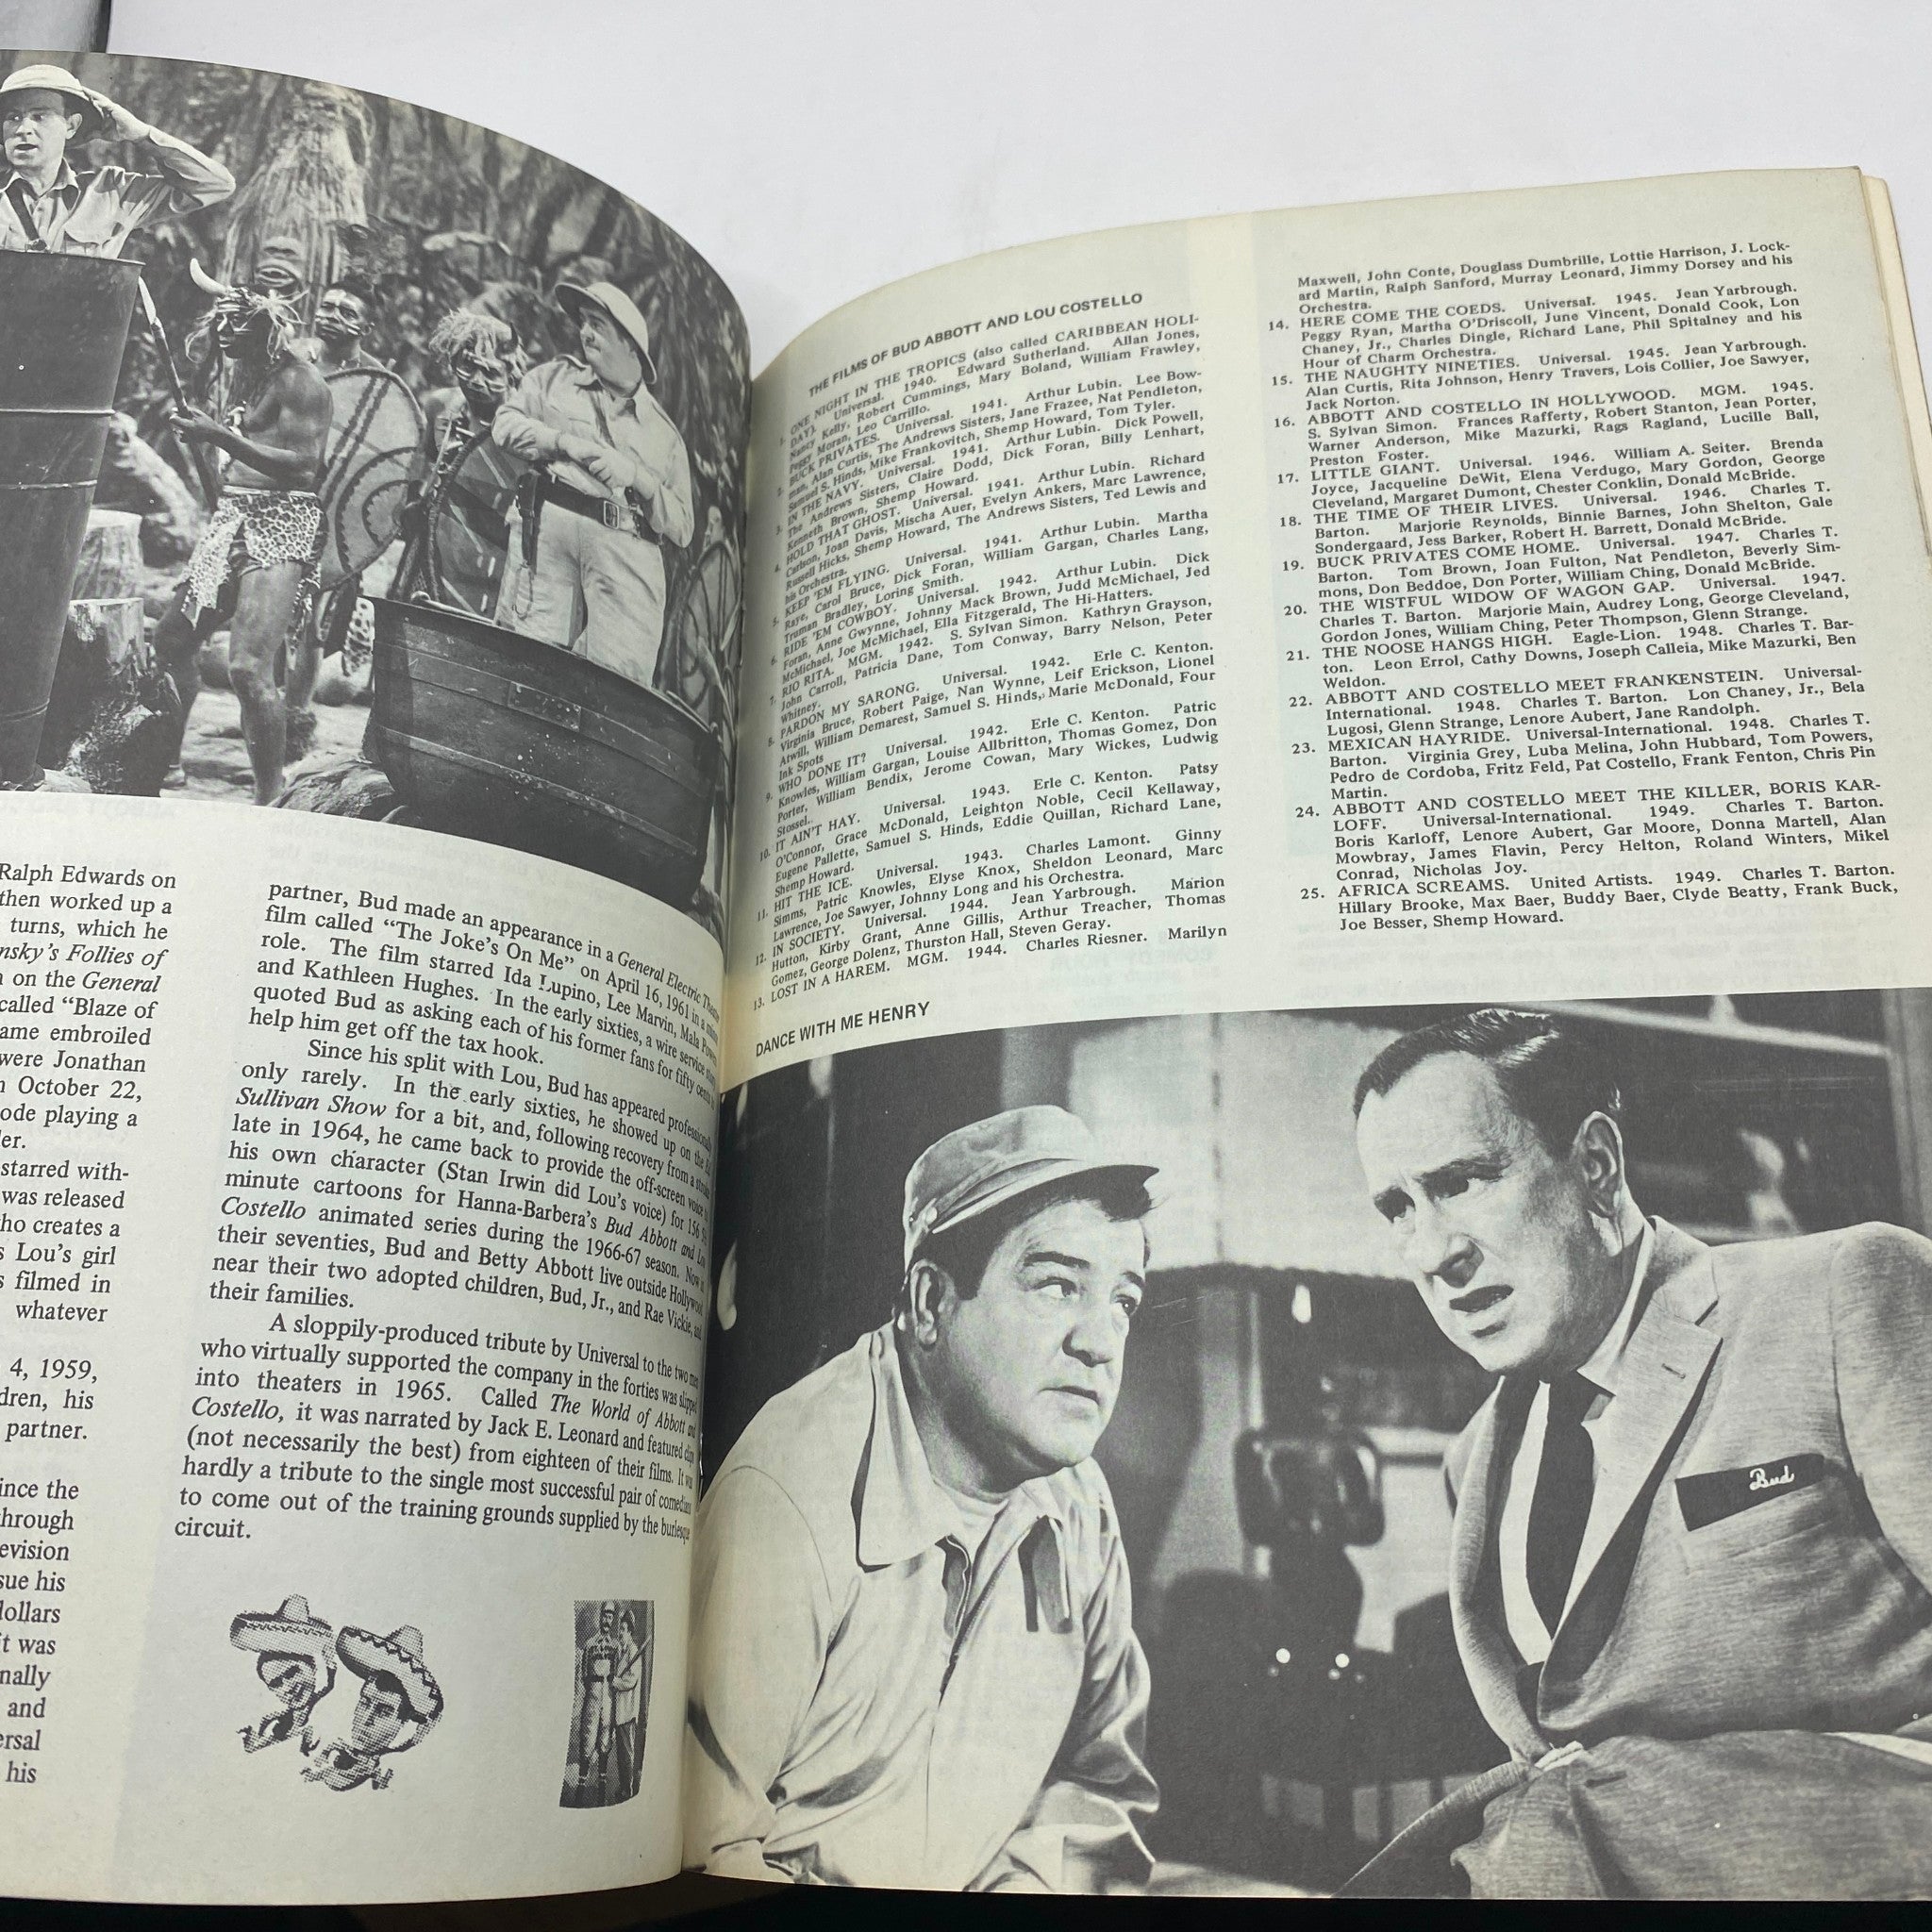 Ralph Edwards on
then worked up a
turns, which he
nsky's Follies of
on the General
called "Blaze of
ame embroiled
were Jonathan
October 22,
ode playing a
er.
starred with-
was released
ho creates a
Lou's girl
filmed in
whatever
4, 1959,
dren, his
partner.
ince the
through
evision
sue his
dollars
it was
nally
and
ersal
his
partner, Bud made an appearance in a General Electric
film called "The Joke's On Me" on April 16, 1961 in a
role. The film starred Ida Lupino, Lee Marvin, Mala
and Kathleen Hughes. In the early sixties, a wire service
quoted Bud as asking each of his former fans for fifty cents
help him get off the tax hook.
Since his split with Lou, Bud has appeared professionally
only rarely. In the early sixties, he showed up on the
Sullivan Show for a bit, and, following recovery from a
late in 1964, he came back to provide the off-screen voice
his own character (Stan Irwin did Lou's voice) for 156
minute cartoons for Hanna-Barbera's Bud Abbott and Lou
Costello animated series during the 1966-67 season. Now
their seventies, Bud and Betty Abbott live outside Hollywood
near their two adopted children, Bud, Jr., and Rae Vickie, and
their families.
A sloppily-produced tribute by Universal to the two men
who virtually supported the company in the forties was slipped
into theaters in 1965. Called The World of Abbott and
Costello, it was narrated by Jack E. Leonard and featured clips
(not necessarily the best) from eighteen of their films. It was
hardly a tribute to the single most successful pair of comedians
to come out of the training grounds supplied by the burlesque
circuit.
THE FILMS OF BUD ABBOTT AND LOU COSTELLO
1. ONE NIGHT IN THE TROPICS (also called CARIBBEAN HOLI-
DAY). Universal. 1940. Edward Sutherland. Allan Jones,
Nancy Kelly, Robert Cummings, Mary Boland, William Frawley,
Peggy Moran, Leo Carrillo.
2. BUCK PRIVATES. Universal. 1941. Arthur Lubin. Lee Bow-
man, Alan Curtis, The Andrews Sisters, Jane Frazee, Nat Pendleton,
Samuel S. Hinds, Mike Frankovitch, Shemp Howard, Tom Tyler.
3. IN THE NAVY. Universal. 1941. Arthur Lubin. Dick Powell,
The Andrews Sisters, Claire Dodd, Dick Foran, Billy Lenhart,
Kenneth Brown, Shemp Howard.
4. HOLD THAT GHOST. Universal. 1941. Arthur Lubin. Richard
Carlson, Joan Davis, Mischa Auer, Evelyn Ankers, Marc Lawrence,
Russell Hicks, Shemp Howard, The Andrews Sisters, Ted Lewis and
his Orchestra.
5. KEEP 'EM FLYING. Universal. 1941. Arthur Lubin. Martha
Raye, Carol Bruce, Dick Foran, William Gargan, Charles Lang,
Truman Bradley, Loring Smith.
6. RIDE 'EM COWBOY. Universal. 1942. Arthur Lubin. Dick
Foran, Anne Gwynne, Johnny Mack Brown, Judd McMichael, Jed
McMichael, Joe McMichael, Ella Fitzgerald, The Hi-Hatters.
7. RIO RITA. MGM. 1942. S. Sylvan Simon. Kathryn Grayson,
John Carroll, Patricia Dane, Tom Conway, Barry Nelson, Peter
Whitney.
8. PARDON MY SARONG. Universal. 1942. Erle C. Kenton.
Virginia Bruce, Robert Paige, Nan Wynne, Leif Erickson, Lionel
Atwill, William Demarest, Samuel S. Hinds, Marie McDonald, Four
Ink Spots
9. WHO DONE IT? Universal. 1942. Erle C. Kenton. Patric
Knowles, William Gargan, Louise Allbritton, Thomas Gomez, Don
Porter, William Bendix, Jerome Cowan, Mary Wickes, Ludwig
Stossel.
10. IT AIN'T HAY. Universal. 1943. Erle C. Kenton. Patsy
O'Connor, Grace McDonald, Leighton Noble, Cecil Kellaway,
Eugene Pallette, Samuel S. Hinds, Eddie Quillan, Richard Lane,
Shemp Howard.
11. HIT THE ICE. Universal. 1943. Charles Lamont. Ginny
Simms, Patric Knowles, Elyse Knox, Sheldon Leonard, Marc
Lawrence, Joe Sawyer, Johnny Long and his Orchestra.
12. IN SOCIETY. Universal. 1944. Jean Yarbrough. Marion
Hutton, Kirby Grant, Anne Gillis, Arthur Treacher, Thomas
Gomez, George Dolenz, Thurston Hall, Steven Geray.
13. LOST IN A HAREM. MGM. 1944. Charles Riesner. Marilyn
Maxwell, John Conte, Douglass Dumbrille, Lottie Harrison, J. Lock-
ard Martin, Ralph Sanford, Murray Leonard, Jimmy Dorsey and his
Orchestra.
14. HERE COME THE COEDS. Universal. 1945. Jean Yarbrough.
Peggy Ryan, Martha O'Driscoll, June Vincent, Donald Cook, Lon
Chaney, Jr., Charles Dingle, Richard Lane, Phil Spitalney and his
Hour of Charm Orchestra.
15. THE NAUGHTY NINETIES. Universal. 1945. Jean Yarbrough.
Alan Curtis, Rita Johnson, Henry Travers, Lois Collier, Joe Sawyer,
Jack Norton.
16. ABBOTT AND COSTELLO IN HOLLYWOOD. MGM. 1945.
S. Sylvan Simon. Frances Rafferty, Robert Stanton, Jean Porter,
Warner Anderson, Mike Mazurki, Rags Ragland, Lucille Ball,
Preston Foster.
17. LITTLE GIANT. Universal. 1946. William A. Seiter. Brenda
Joyce, Jacqueline DeWit, Elena Verdugo, Mary Gordon, George
Cleveland, Margaret Dumont, Chester Conklin, Donald McBride.
18. THE TIME OF THEIR LIVES. Universal. 1946. Charles T.
Barton. Marjorie Reynolds, Binnie Barnes, John Shelton, Gale
Sondergaard, Jess Barker, Robert H. Barrett, Donald McBride.
19. BUCK PRIVATES COME HOME. Universal. 1947. Charles T.
Barton. Tom Brown, Joan Fulton, Nat Pendleton, Beverly Sim-
mons, Don Beddoe, Don Porter, William Ching, Donald McBride.
20. THE WISTFUL WIDOW OF WAGON GAP. Universal. 1947.
Charles T. Barton. Marjorie Main, Audrey Long, George Cleveland,
Gordon Jones, William Ching, Peter Thompson, Glenn Strange.
21. THE NOOSE HANGS HIGH. Eagle-Lion. 1948. Charles T. Bar-
ton. Leon Errol, Cathy Downs, Joseph Calleia, Mike Mazurki, Ben
Weldon.
22. ABBOTT AND COSTELLO MEET FRANKENSTEIN. Universal-
International. 1948. Charles T. Barton. Lon Chaney, Jr., Bela
Lugosi, Glenn Strange, Lenore Aubert, Jane Randolph.
23. MEXICAN HAYRIDE. Universal-International. 1948. Charles T.
Barton. Virginia Grey, Luba Melina, John Hubbard, Tom Powers,
Pedro de Cordoba, Fritz Feld, Pat Costello, Frank Fenton, Chris Pin
Martin.
24. ABBOTT AND COSTELLO MEET THE KILLER, BORIS KAR-
LOFF. Universal-International. 1949. Charles T. Barton.
Boris Karloff, Lenore Aubert, Gar Moore, Donna Martell, Alan
Mowbray, James Flavin, Percy Helton, Roland Winters, Mikel
Conrad, Nicholas Joy.
25. AFRICA SCREAMS. United Artists. 1949. Charles T. Barton.
Hillary Brooke, Max Baer, Buddy Baer, Clyde Beatty, Frank Buck,
Joe Besser, Shemp Howard.
DANCE WITH ME HENRY
Bud